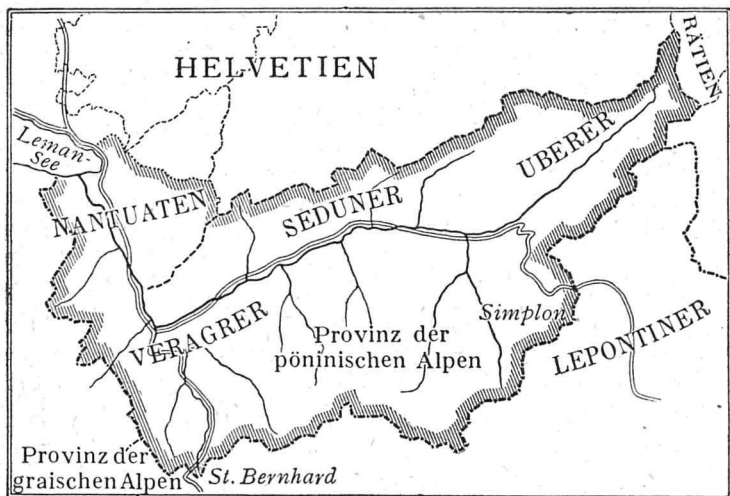 HELVETIEN
RÄTIEN
Leman-
See
UBERER
NANTUATEN
SEDUNER
Simplon
VERAGRER
Provinz der
pöninischen Alpen
LEPONTINER
Provinz der
graischen Alpen
St. Bernhard